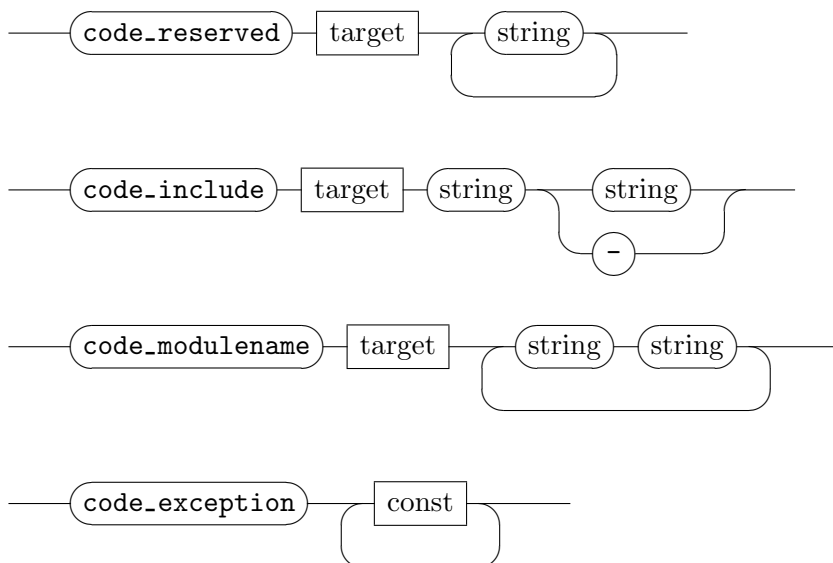 code_reserved target string
code_include target string string
-
code_modulename target string string
code_exception const